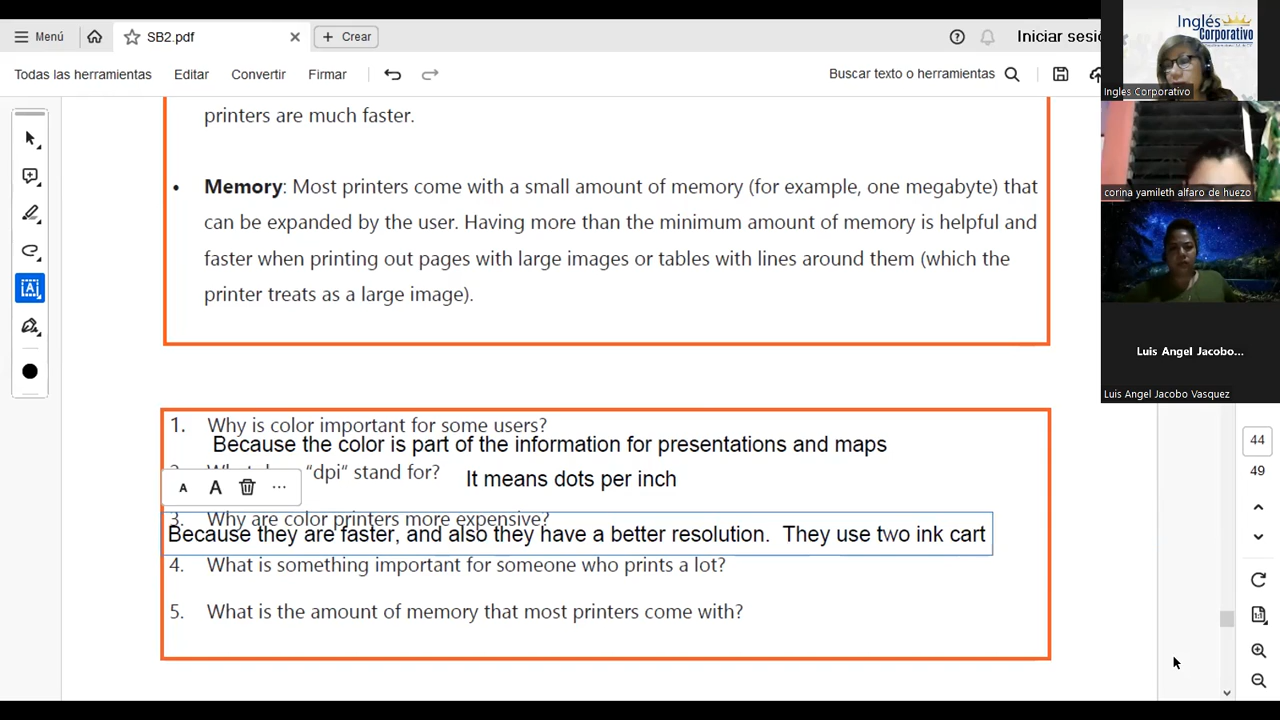 Menú
SB2.pdf
Crear
Iniciar sesió
Todas las herramientas
Editar
Convertir
Firmar
Buscar texto o herramientas
printers are much faster.
• Memory: Most printers come with a small amount of memory (for example, one megabyte) that
can be expanded by the user. Having more than the minimum amount of memory is helpful and
faster when printing out pages with large images or tables with lines around them (which the
printer treats as a large image).
1. Why is color important for some users?
Because the color is part of the information for presentations and maps
"dpi" stand for?
It means dots per inch
3. Why are color printers more expensive?
Because they are faster, and also they have a better resolution. They use two ink cart
4. What is something important for someone who prints a lot?
5. What is the amount of memory that most printers come with?
44
49
Inglés
Corporativo
Ingles Corporativo
corina yamileth alfaro de huezo
Luis Angel Jacobo...
Luis Angel Jacobo Vasquez